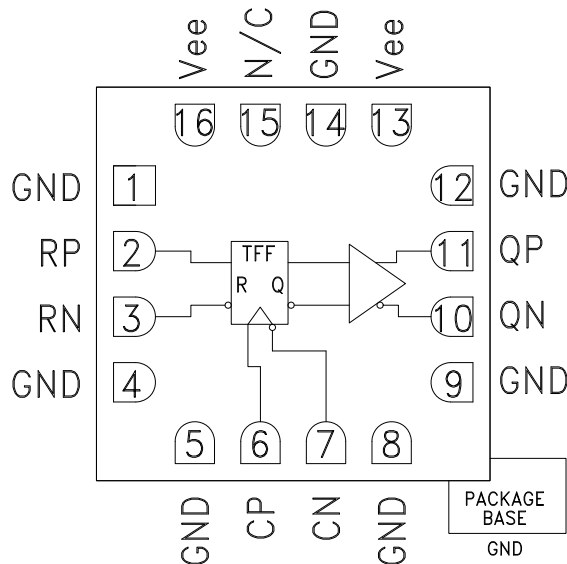 Vee
N/C
GND
Vee
16
15
14
13
GND 1
12 GND
RP 2
TFF
11 QP
R Q
RN 3
10 QN
GND 4
9 GND
5
6
7
8
GND
CP
CN
GND
PACKAGE
BASE
GND